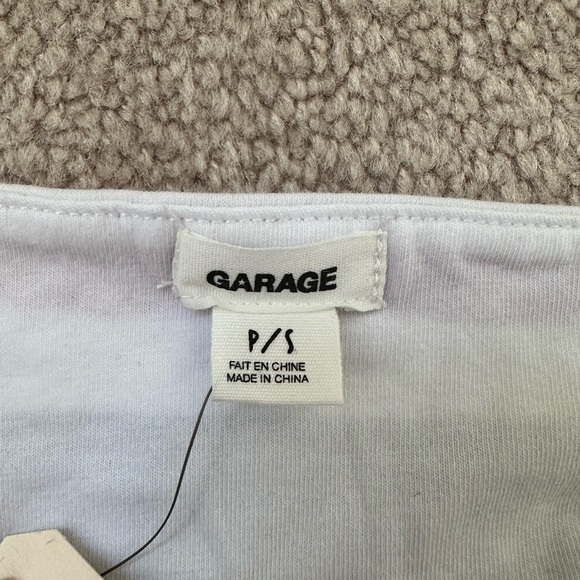 GARAGE
P/S
FAIT EN CHINE
MADE IN CHINA